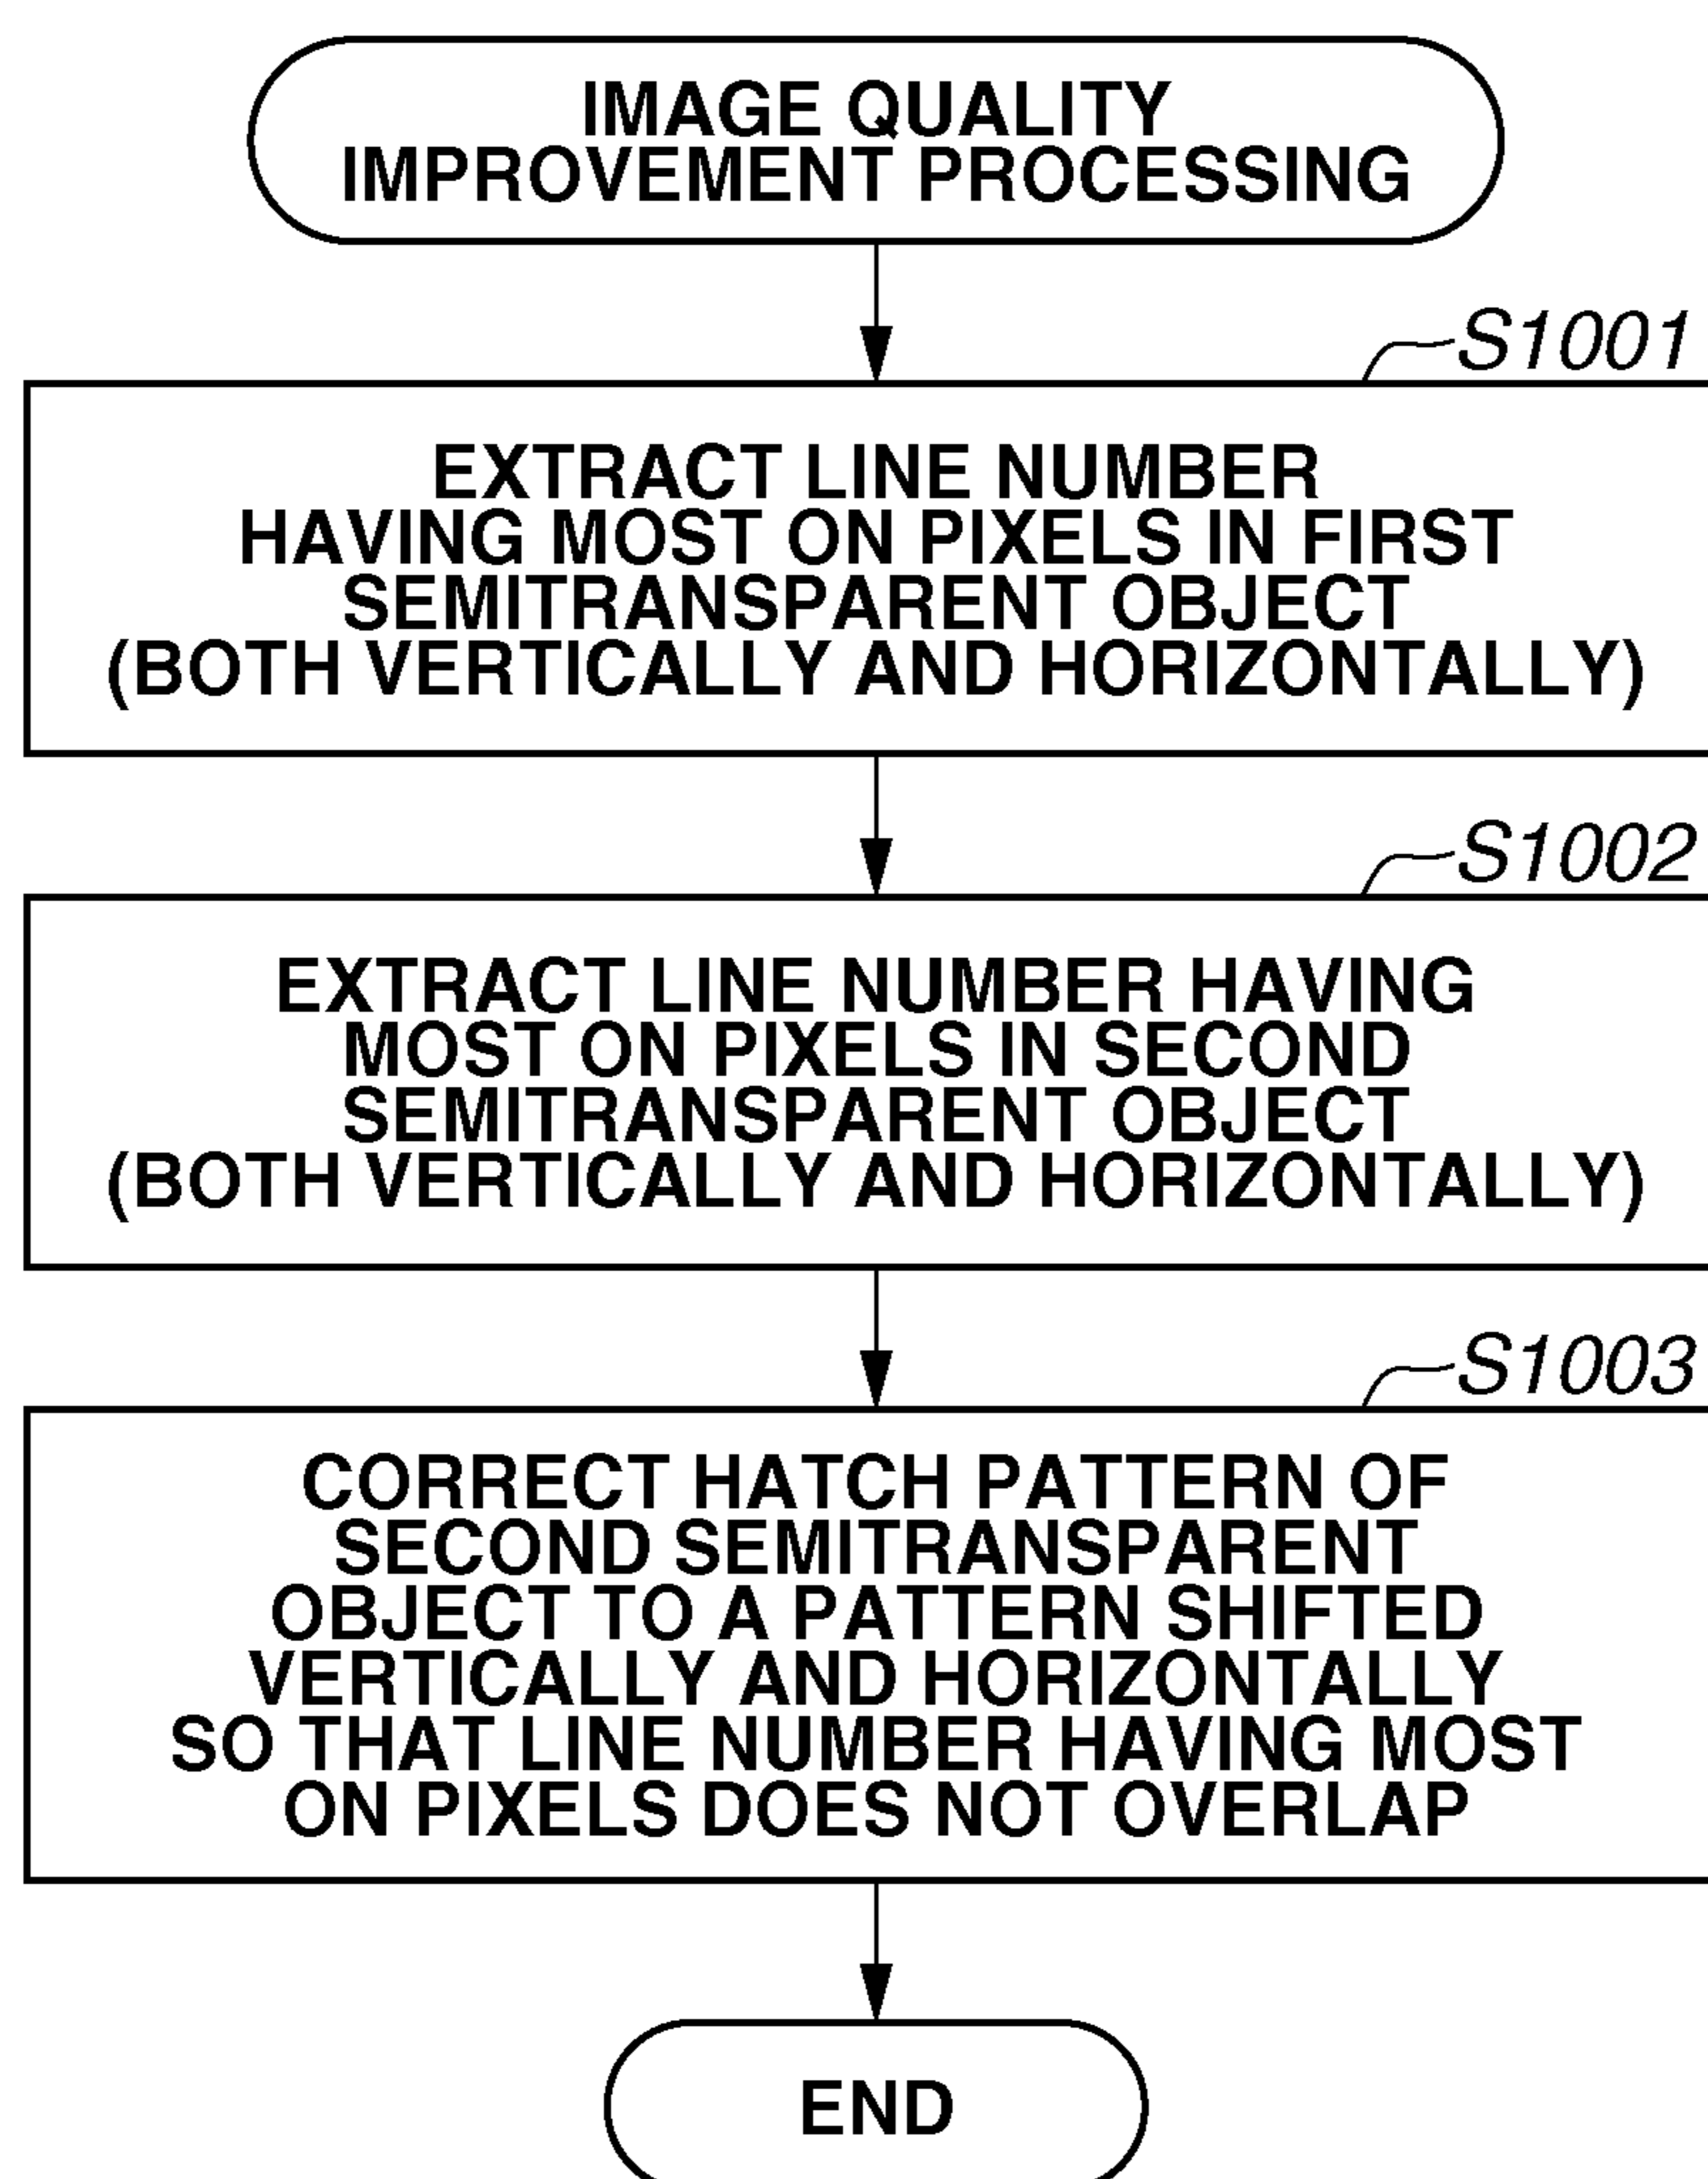 IMAGE QUALITY
IMPROVEMENT PROCESSING
S1001
EXTRACT LINE NUMBER
HAVING MOST ON PIXELS IN FIRST
SEMITRANSPARENT OBJECT
(BOTH VERTICALLY AND HORIZONTALLY)
S1002
EXTRACT LINE NUMBER HAVING
MOST ON PIXELS IN SECOND
SEMITRANSPARENT OBJECT
(BOTH VERTICALLY AND HORIZONTALLY)
S1003
CORRECT HATCH PATTERN OF
SECOND SEMITRANSPARENT
OBJECT TO A PATTERN SHIFTED
VERTICALLY AND HORIZONTALLY
SO THAT LINE NUMBER HAVING MOST
ON PIXELS DOES NOT OVERLAP
END